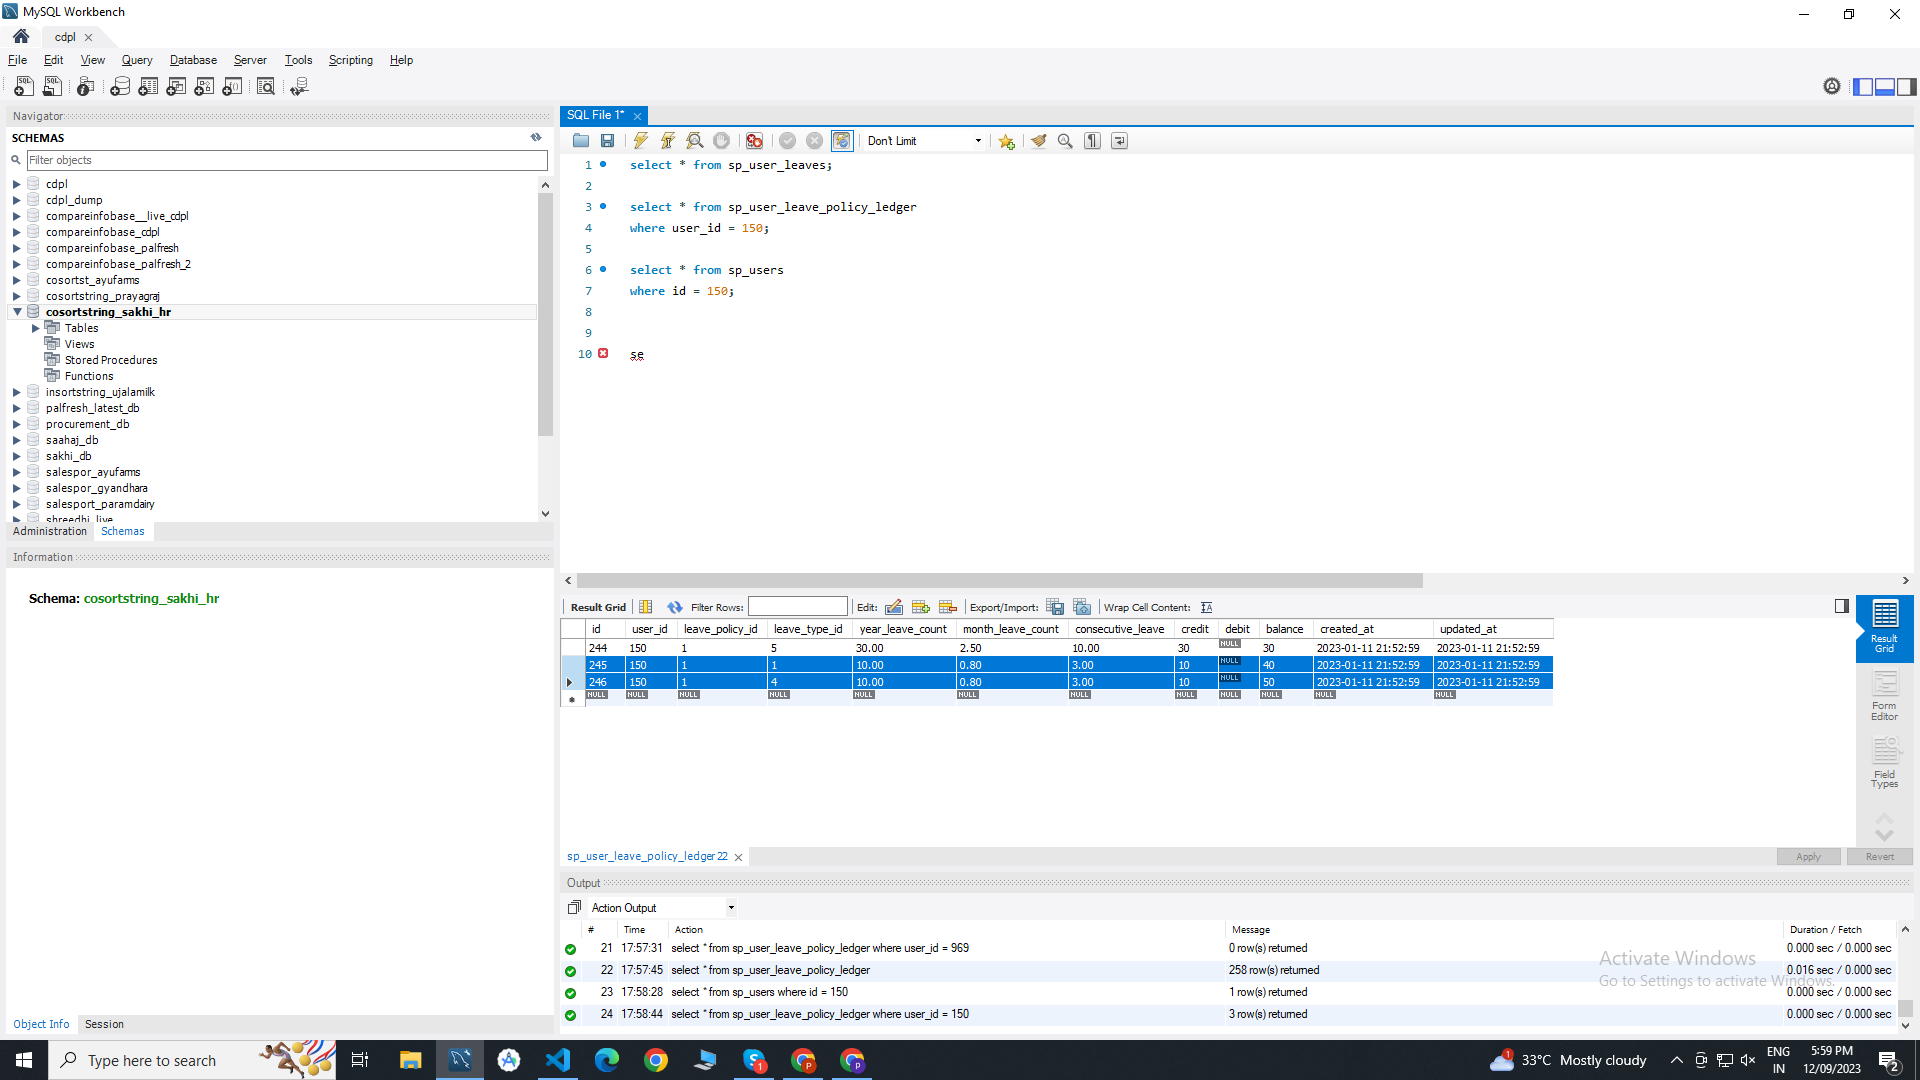 MySQL Workbench
cdpl
File Edit View Query Database Server Tools Scripting Help
Navigator
SCHEMAS
Filter objects
cdpl
cdpl_dump
compareinfobase__live_cdpl
compareinfobase_cdpl
compareinfobase_palfresh
compareinfobase_palfresh_2
cosortst_ayufarms
cosortstring_prayagraj
cosortstring_sakhi_hr
Tables
Views
Stored Procedures
Functions
insortstring_ujalamilk
palfresh_latest_db
procurement_db
saahaj_db
sakhi_db
salespor_ayufarms
salespor_gyandhara
salesport_paramdairy
shreedhi_live
Administration Schemas
Information
Schema: cosortstring_sakhi_hr
Object Info Session
SQL File 1*
Don't Limit
1 select * from sp_user_leaves;
2
3 select * from sp_user_leave_policy_ledger
4 where user_id = 150;
5
6 select * from sp_users
7 where id = 150;
8
9
10 se
Result Grid Filter Rows: Edit: Export/Import: Wrap Cell Content:
id user_id leave_policy_id leave_type_id year_leave_count month_leave_count consecutive_leave credit debit balance created_at updated_at
244 150 1 5 30.00 2.50 10.00 30 NULL 30 2023-01-11 21:52:59 2023-01-11 21:52:59
245 150 1 1 10.00 0.80 3.00 10 NULL 40 2023-01-11 21:52:59 2023-01-11 21:52:59
246 150 1 4 10.00 0.80 3.00 10 NULL 50 2023-01-11 21:52:59 2023-01-11 21:52:59
NULL NULL NULL NULL NULL NULL NULL NULL NULL NULL NULL NULL
Result
Grid
Form
Editor
Field
Types
sp_user_leave_policy_ledger 22
Apply Revert
Output
Action Output
# Time Action Message Duration / Fetch
21 17:57:31 select * from sp_user_leave_policy_ledger where user_id = 969 0 row(s) returned 0.000 sec / 0.000 sec
22 17:57:45 select * from sp_user_leave_policy_ledger 258 row(s) returned 0.016 sec / 0.000 sec
23 17:58:28 select * from sp_users where id = 150 1 row(s) returned 0.000 sec / 0.000 sec
24 17:58:44 select * from sp_user_leave_policy_ledger where user_id = 150 3 row(s) returned 0.000 sec / 0.000 sec
Activate Windows
Go to Settings to activate Windows.
Type here to search
33°C Mostly cloudy
ENG
IN
5:59 PM
12/09/2023
2